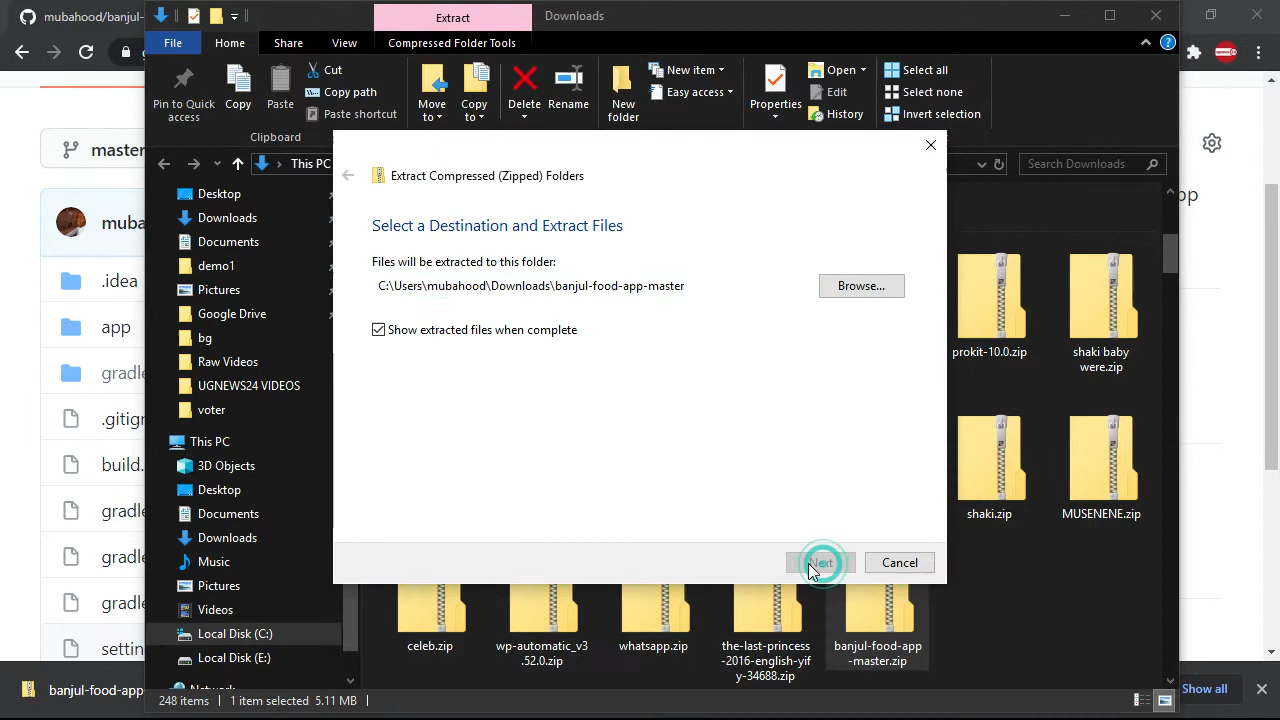 mubahood/banjul-
Extract
Downloads
File
Home
Share
View
Compressed Folder Tools
Pin to Quick access
Copy
Paste
Cut
Copy path
Paste shortcut
Clipboard
Move to
Copy to
Delete
Rename
New folder
New item
Easy access
Properties
Open
Edit
History
Select all
Select none
Invert selection
This PC
Search Downloads
master
muba
.idea
app
gradle
.gitign
build.
gradle
gradle
gradle
settin
Desktop
Downloads
Documents
demo1
Pictures
Google Drive
bg
Raw Videos
UGNEWS24 VIDEOS
voter
This PC
3D Objects
Desktop
Documents
Downloads
Music
Pictures
Videos
Local Disk (C:)
Local Disk (E:)
Network
Extract Compressed (Zipped) Folders
Select a Destination and Extract Files
Files will be extracted to this folder:
C:\Users\mubahood\Downloads\banjul-food-app-master
Browse...
Show extracted files when complete
Next
Cancel
prokit-10.0.zip
shaki baby
were.zip
shaki.zip
MUSENENE.zip
celeb.zip
wp-automatic_v3
.52.0.zip
whatsapp.zip
the-last-princess
-2016-english-yif
y-34688.zip
banjul-food-app
-master.zip
248 items
1 item selected 5.11 MB
banjul-food-app
Show all